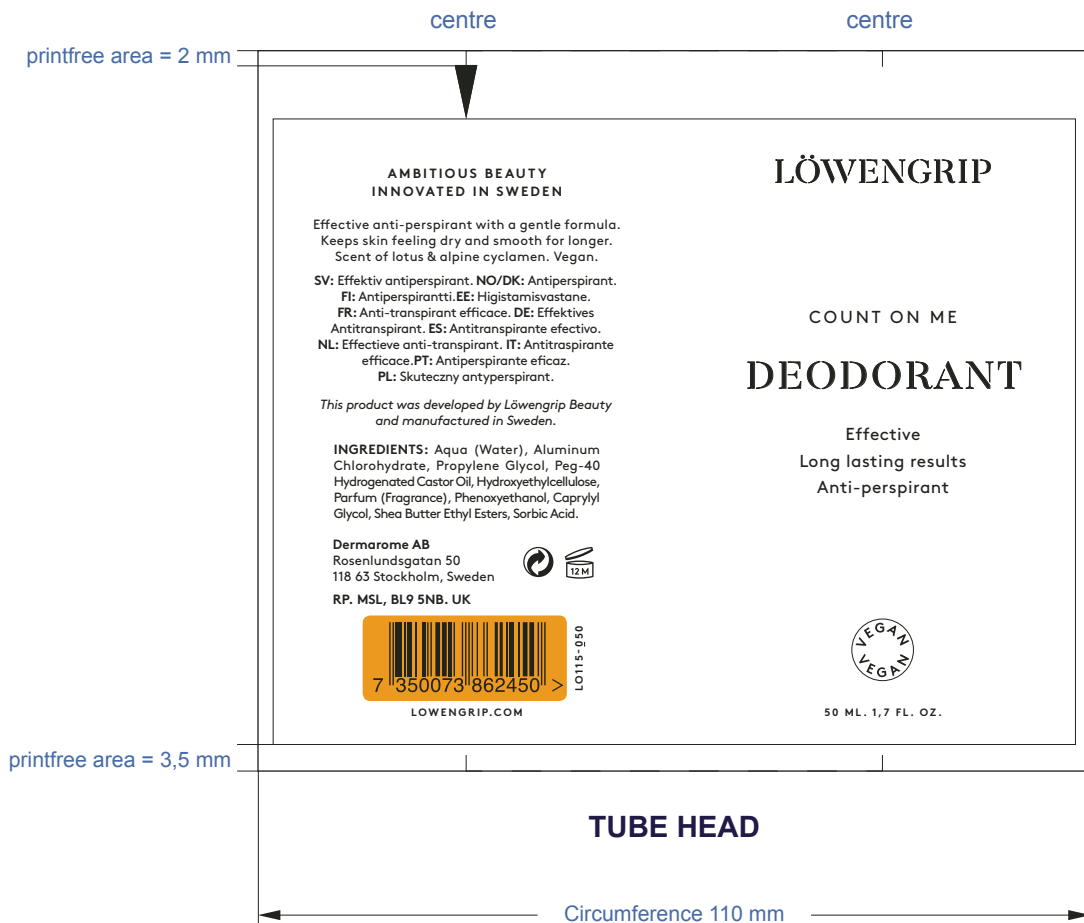 centre
centre
printfree area = 2 mm
AMBITIOUS BEAUTY
INNOVATED IN SWEDEN
Effective anti-perspirant with a gentle formula.
Keeps skin feeling dry and smooth for longer.
Scent of lotus & alpine cyclamen. Vegan.
SV: Effektiv antiperspirant. NO/DK: Antiperspirant.
FI: Antiperspirantti.EE: Higistamisvastane.
FR: Anti-transpirant efficace. DE: Effektives
Antitranspirant. ES: Antitranspirante efectivo.
NL: Effectieve anti-transpirant. IT: Antitraspirante
efficace.PT: Antiperspirante eficaz.
PL: Skuteczny antyperspirant.
This product was developed by Löwengrip Beauty
and manufactured in Sweden.
INGREDIENTS: Aqua (Water), Aluminum
Chlorohydrate, Propylene Glycol, Peg-40
Hydrogenated Castor Oil, Hydroxyethylcellulose,
Parfum (Fragrance), Phenoxyethanol, Caprylyl
Glycol, Shea Butter Ethyl Esters, Sorbic Acid.
Dermarome AB
Rosenlundsgatan 50
118 63 Stockholm, Sweden
12 M
RP. MSL, BL9 5NB. UK
7 350073 862450 >
LO115-050
LOWENGRIP.COM
LÖWENGRIP
COUNT ON ME
DEODORANT
Effective
Long lasting results
Anti-perspirant
VEGAN
VEGAN
50 ML. 1,7 FL. OZ.
printfree area = 3,5 mm
TUBE HEAD
Circumference 110 mm